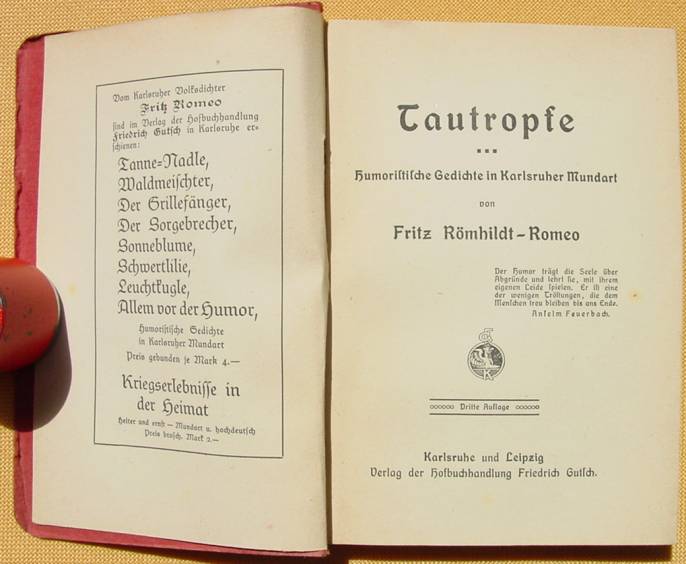 Vom Karlsruher Volksdichter
Fritz Romeo
sind im Verlag der Hofbuchhandlung
Friedrich Gutsch in Karlsruhe er-
schienen:
Tanne-Nadle,
Waldmeischter,
Der Grillefänger,
Der Sorgebrecher,
Sonneblume,
Schwertlilie,
Leuchtkugle,
Allem vor der Humor,
Humoristische Gedichte
in Karlsruher Mundart
Preis gebunden je Mark 4.—
Kriegserlebnisse in
der Heimat
Heiter und ernst — Mundart u. hochdeutsch
Preis brosch. Mark 2.—
Tautropfe
Humoristische Gedichte in Karlsruher Mundart
von
Fritz Römhildt-Romeo
Der Humor trägt die Seele über
Abgründe und lehrt sie, mit ihrem
eigenen Leide spielen. Er ist eine
der wenigen Tröstungen, die dem
Menschen treu bleiben bis ans Ende.
Anselm Feuerbach.
Dritte Auflage
Karlsruhe und Leipzig
Verlag der Hofbuchhandlung Friedrich Gutsch.